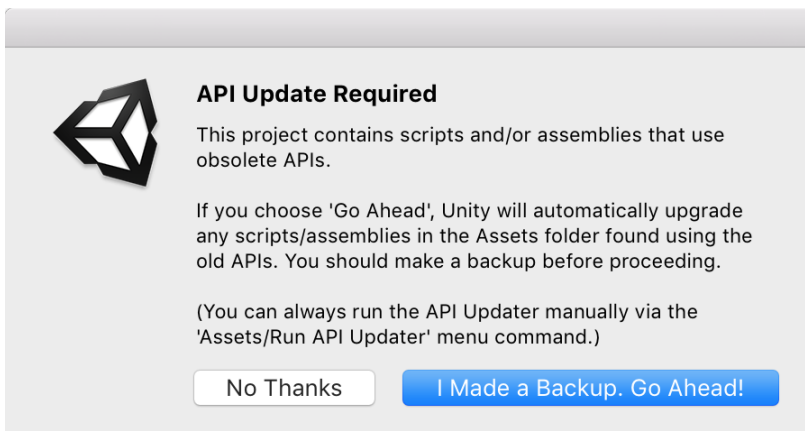 API Update Required
This project contains scripts and/or assemblies that use
obsolete APIs.
If you choose 'Go Ahead', Unity will automatically upgrade
any scripts/assemblies in the Assets folder found using the
old APIs. You should make a backup before proceeding.
(You can always run the API Updater manually via the
'Assets/Run API Updater' menu command.)
No Thanks
I Made a Backup. Go Ahead!